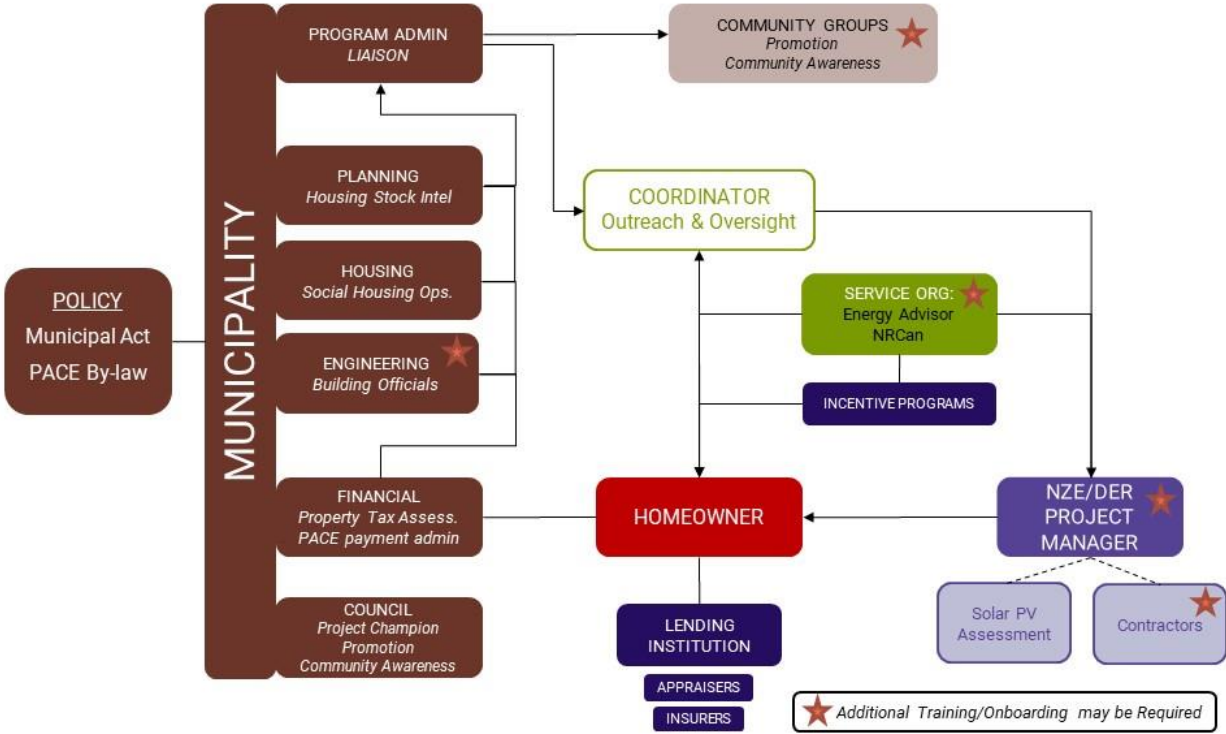 POLICY
Municipal Act
PACE By-law
MUNICIPALITY
PROGRAM ADMIN
LIAISON
PLANNING
Housing Stock Intel
HOUSING
Social Housing Ops.
ENGINEERING
Building Officials
FINANCIAL
Property Tax Assess.
PACE payment admin
COUNCIL
Project Champion
Promotion
Community Awareness
COMMUNITY GROUPS
Promotion
Community Awareness
COORDINATOR
Outreach & Oversight
SERVICE ORG:
Energy Advisor
NRCan
INCENTIVE PROGRAMS
HOMEOWNER
NZE/DER
PROJECT
MANAGER
LENDING
INSTITUTION
APPRAISERS
INSURERS
Solar PV
Assessment
Contractors
Additional Training/Onboarding may be Required